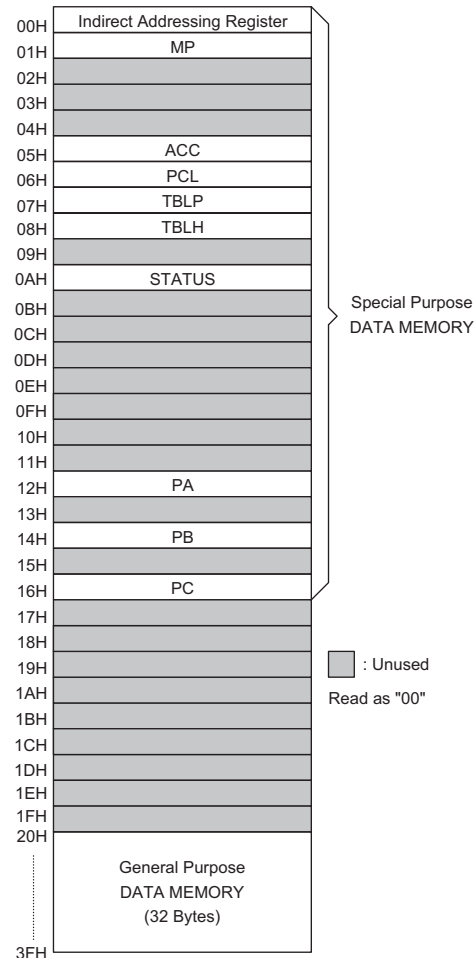 00H Indirect Addressing Register
01H MP
02H
03H
04H
05H ACC
06H PCL
07H TBLP
08H TBLH
09H
0AH STATUS
0BH
0CH
0DH
0EH
0FH
10H
11H
12H PA
13H
14H PB
15H
16H PC
Special Purpose
DATA MEMORY
17H
18H
19H
1AH
1BH
1CH
1DH
1EH
1FH
: Unused
Read as "00"
20H
General Purpose
DATA MEMORY
(32 Bytes)
3FH